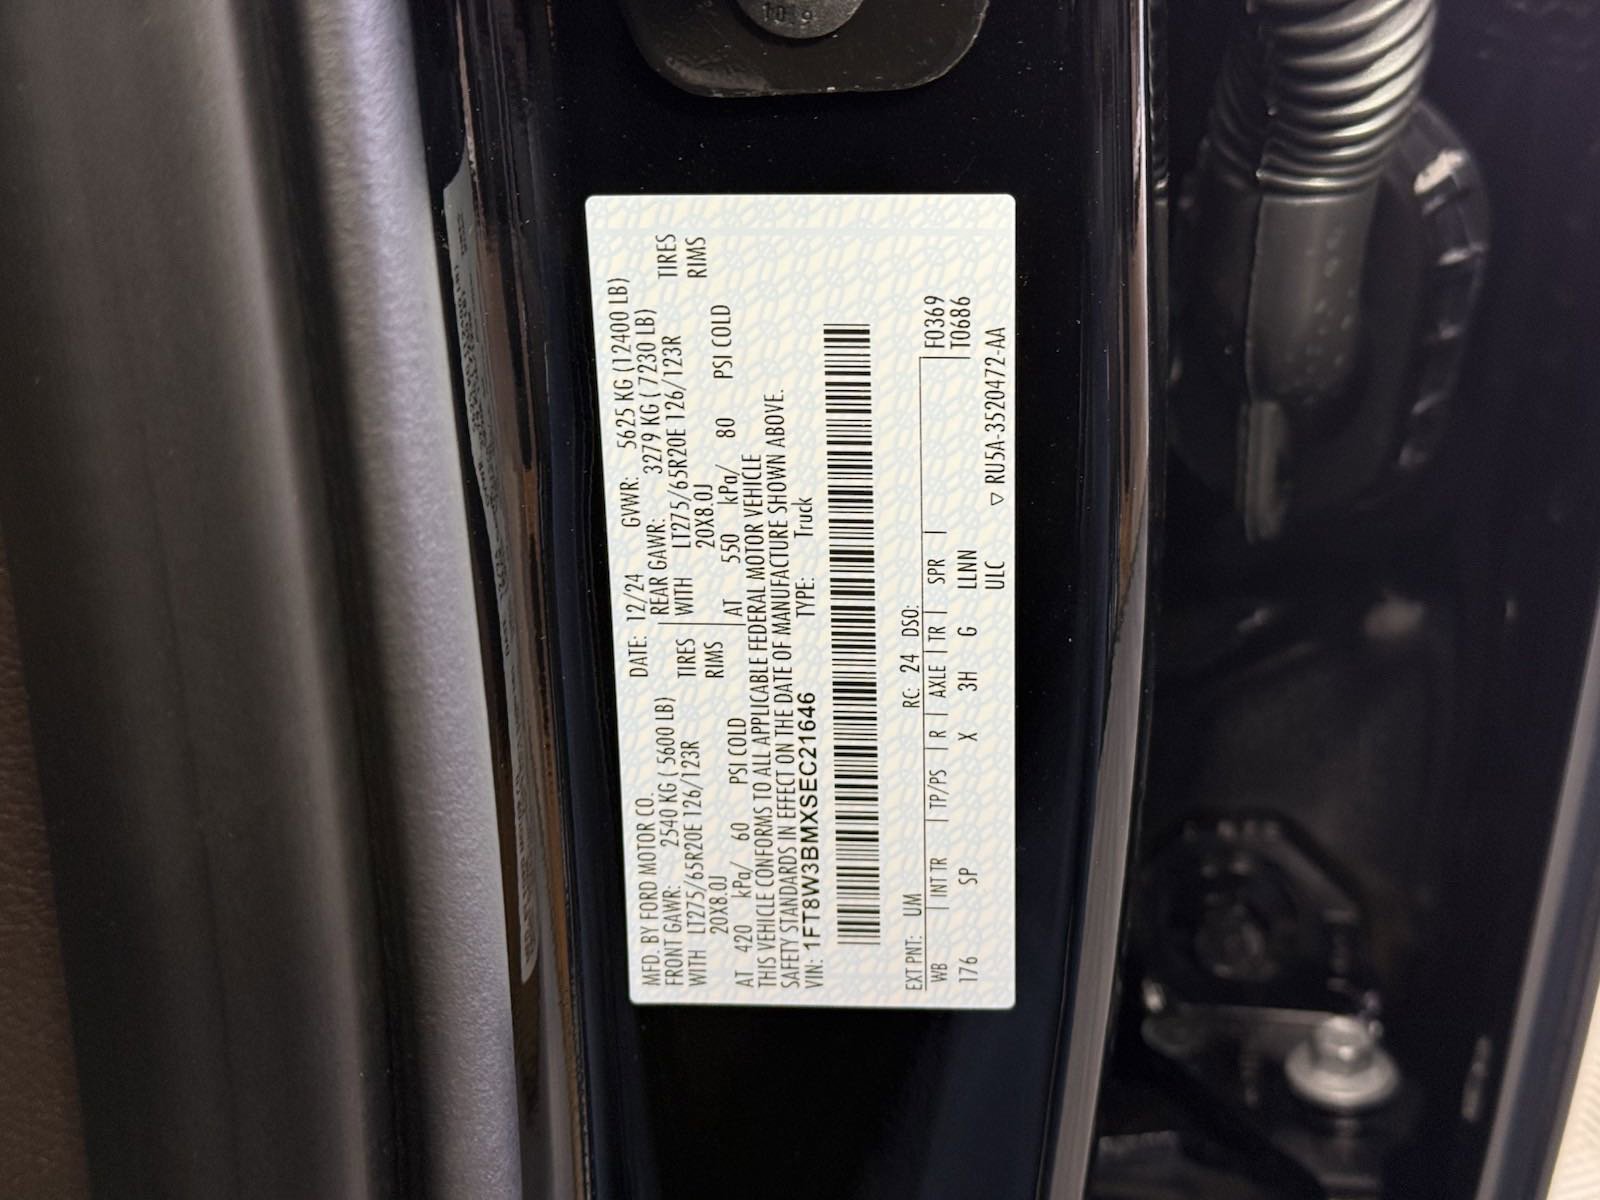 MFD. BY FORD MOTOR CO.
DATE: 12/24 GVWR: 5625 KG (12400 LB)
FRONT GAWR: 2540 KG ( 5600 LB)
REAR GAWR: 3279 KG ( 7230 LB)
WITH LT275/65R20E 126/123R TIRES
WITH LT275/65R20E 126/123R TIRES
20X8.0J RIMS
20X8.0J RIMS
AT 420 kPa/ 60 PSI COLD
AT 550 kPa/ 80 PSI COLD
THIS VEHICLE CONFORMS TO ALL APPLICABLE FEDERAL MOTOR VEHICLE
SAFETY STANDARDS IN EFFECT ON THE DATE OF MANUFACTURE SHOWN ABOVE.
VIN: 1FT8W3BMXSEC21646 TYPE: Truck
EXT PNT: UM RC: 24 DSO: F0369
WB INT TR TP/PS R AXLE TR SPR T0686
176 SP X 3H G LLNN
ULC ▽ RU5A-3520472-AA